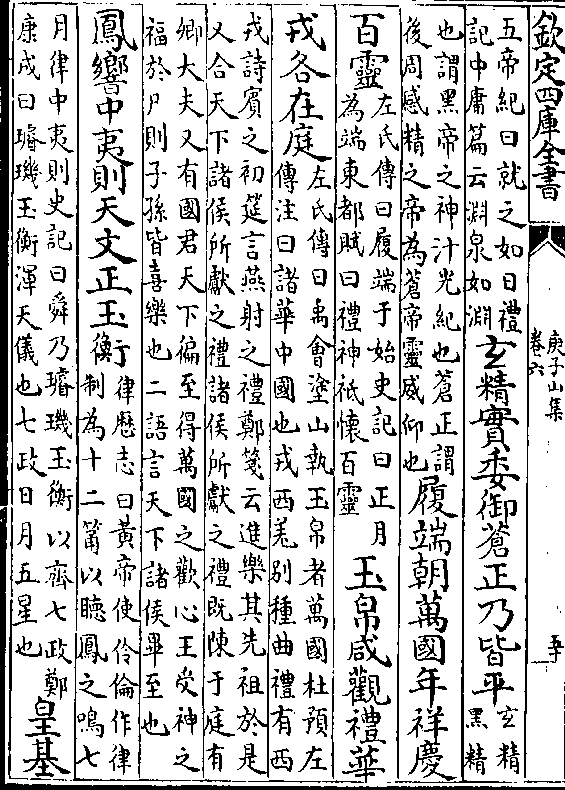 欽定四庫全書
庚子山集
卷六
五帝紀曰就之如日禮
記中庸篇云淵泉如淵
玄精實委御蒼正乃皆平
玄精
黑精
也謂黑帝之神汁光紀也蒼正謂
後周感精之帝為蒼帝靈威仰也
履端朝萬國年祥慶
百靈
左氏傳曰履端于始史記曰正月
為端東都賦曰禮神祇懷百靈
玉帛咸觀禮華
戎各在庭
左氏傳曰禹會塗山執玉帛者萬國杜預左
傳注曰諸華中國也戎西羌别種曲禮有西
戎詩賓之初筵言燕射之禮鄭箋云進樂其先祖於是
又合天下諸侯所獻之禮諸侯所獻之禮既陳于庭有
卿大夫又有國君天下徧至得萬國之歡心王受神之
福於尸則子孫皆喜樂也二語言天下諸侯畢至也
鳳響中夷則天文正玉衡
律歷志曰黄帝使伶倫作律
制為十二筩以聽鳳之鳴七
月律中夷則史記曰舜乃璿璣玉衡以齊七政鄭
康成曰璿璣玉衡渾天儀也七政日月五星也
皇基